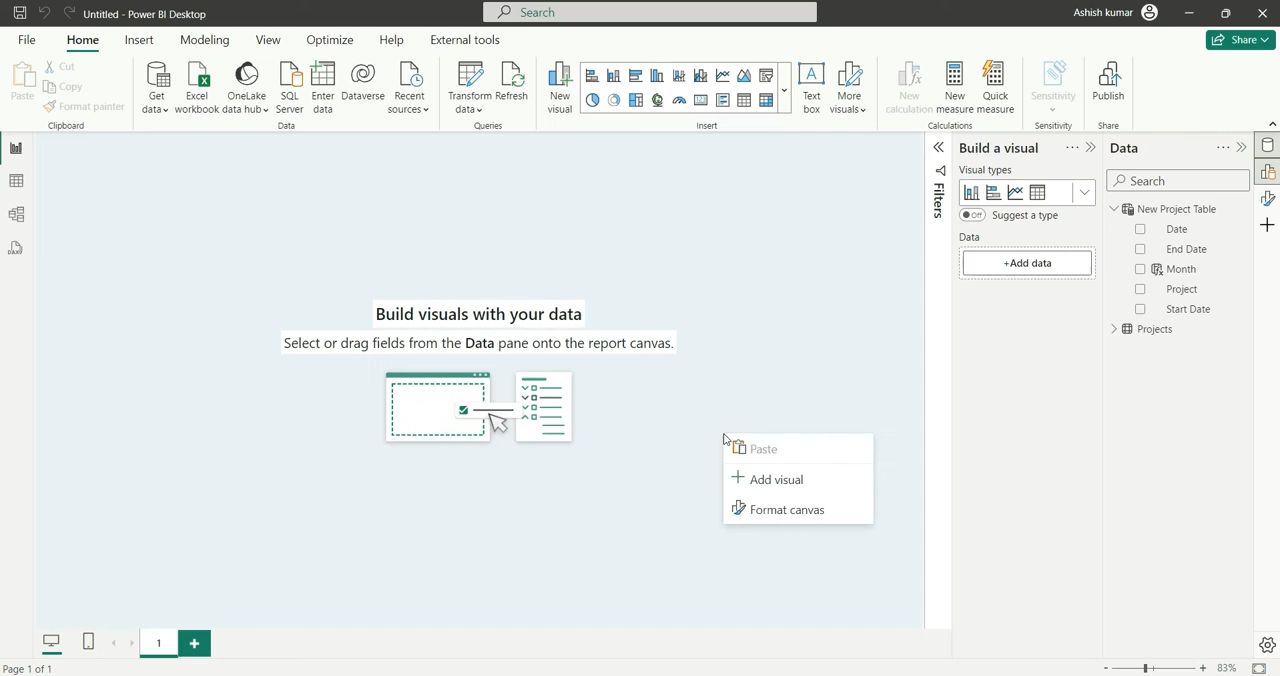 Untitled - Power BI Desktop
Search
Ashish kumar
File
Home
Insert
Modeling
View
Optimize
Help
External tools
Share
Paste
Cut
Copy
Format painter
Clipboard
Get data
Excel workbook
OneLake data hub
SQL Server
Enter data
Dataverse
Recent sources
Data
Transform data
Refresh
Queries
New visual
Text box
More visuals
Insert
New calculation
New measure
Quick measure
Calculations
Sensitivity
Sensitivity
Publish
Share
Build visuals with your data
Select or drag fields from the Data pane onto the report canvas.
Paste
Add visual
Format canvas
Filters
Build a visual
Visual types
Off
Suggest a type
Data
+Add data
Data
Search
New Project Table
Date
End Date
Month
Project
Start Date
Projects
1
Page 1 of 1
83%